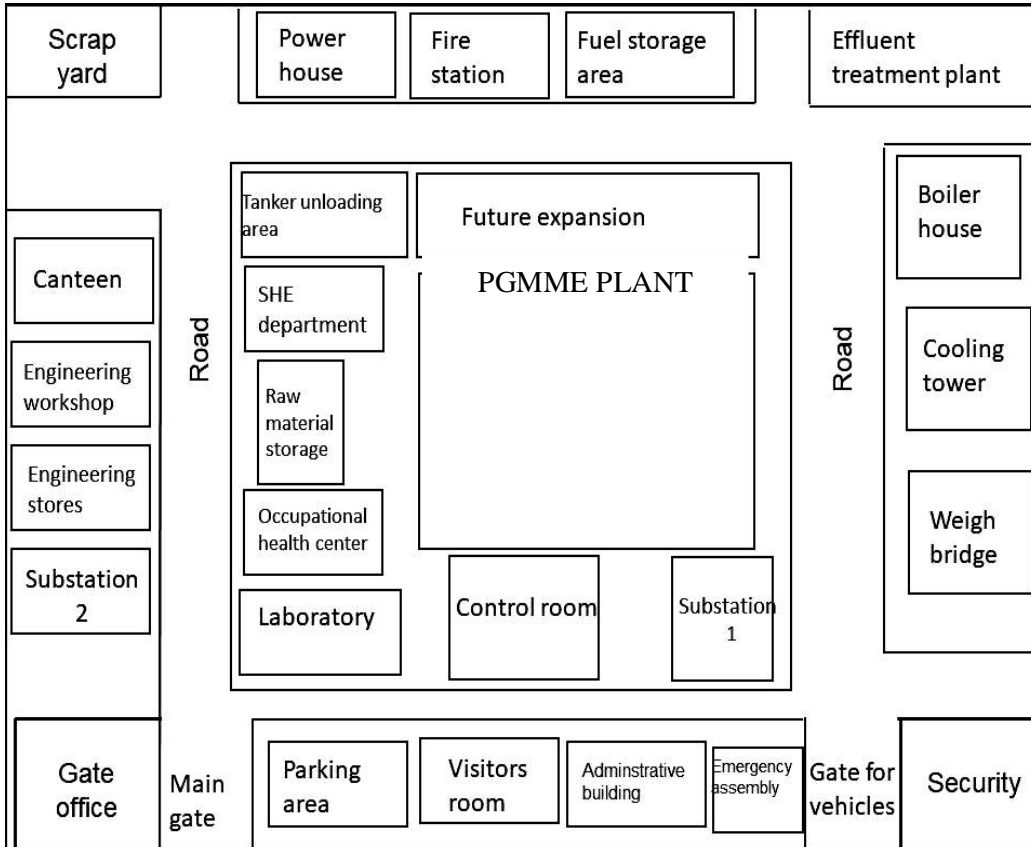 Scrap
yard
Power
house
Fire
station
Fuel storage
area
Effluent
treatment plant
Tanker unloading
area
Future expansion
Boiler
house
Canteen
SHE
department
PGMME PLANT
Road
Road
Cooling
tower
Engineering
workshop
Raw
material
storage
Engineering
stores
Occupational
health center
Weigh
bridge
Substation
2
Laboratory
Control room
Substation
1
Gate
office
Main
gate
Parking
area
Visitors
room
Adminstrative
building
Emergency
assembly
Gate for
vehicles
Security